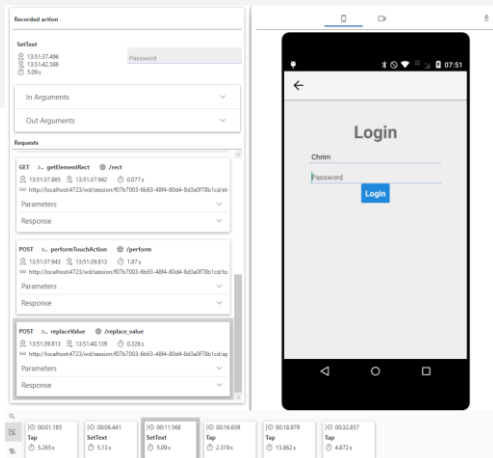 Recorded action
SetText
13:51:37.496
13:51:42.586
5.09 s
Password
In Arguments
Out Arguments
Requests
GET >_ getElementRect /rect
13:51:37.865 13:51:37.942 0.077 s
Parameters
Response
POST >_ performTouchAction /perform
13:51:37.943 13:51:39.813 1.87 s
Parameters
Response
POST >_ replaceValue /replace_value
13:51:39.813 13:51:40.139 0.326 s
Parameters
Response
07:51
Login
Chrim
Password
Login
00:01.185
Tap
5.265 s
00:06.441
SetText
5.13 s
00:11.568
SetText
5.09 s
00:16.659
Tap
2.319 s
00:18.979
Tap
13.862 s
00:32.857
Tap
4.872 s